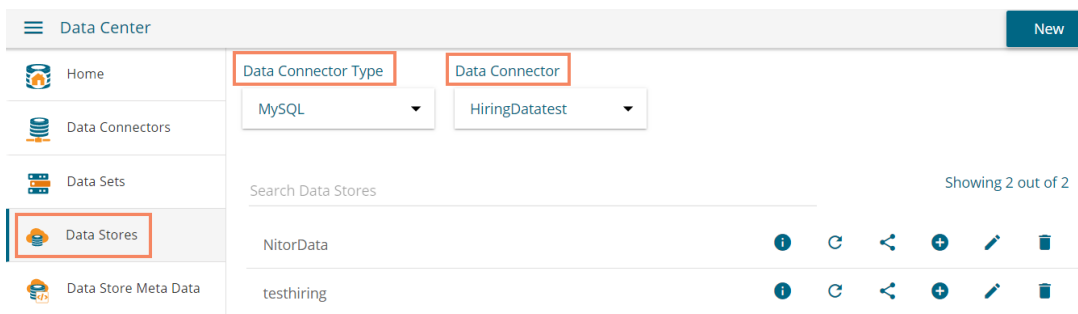 Data Center
New
Home
Data Connectors
Data Sets
Data Stores
Data Store Meta Data
Data Connector Type
Data Connector
MySQL
HiringDatatest
Search Data Stores
Showing 2 out of 2
NitorData
testhiring